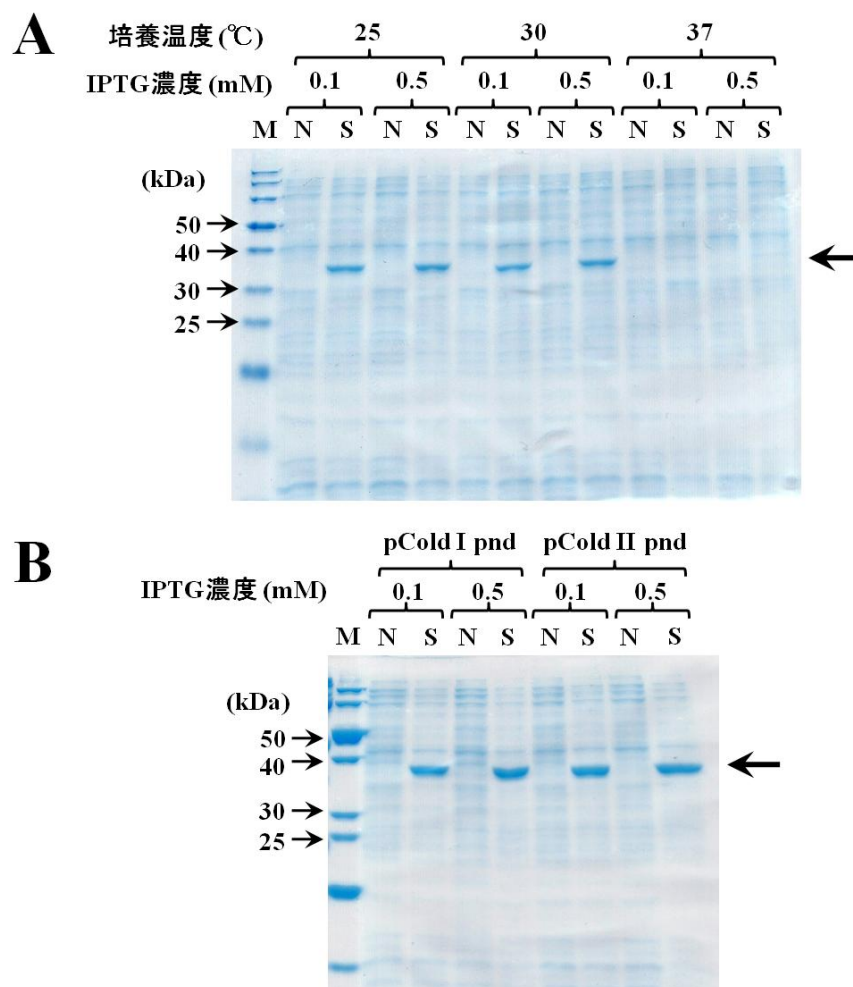 A
培養温度(℃) 25 30 37
IPTG濃度(mM) 0.1 0.5 0.1 0.5 0.1 0.5
M N S N S N S N S N S N S
(kDa)
50
40
30
25
B
pCold I pnd pCold II pnd
IPTG濃度(mM) 0.1 0.5 0.1 0.5
M N S N S N S N S
(kDa)
50
40
30
25